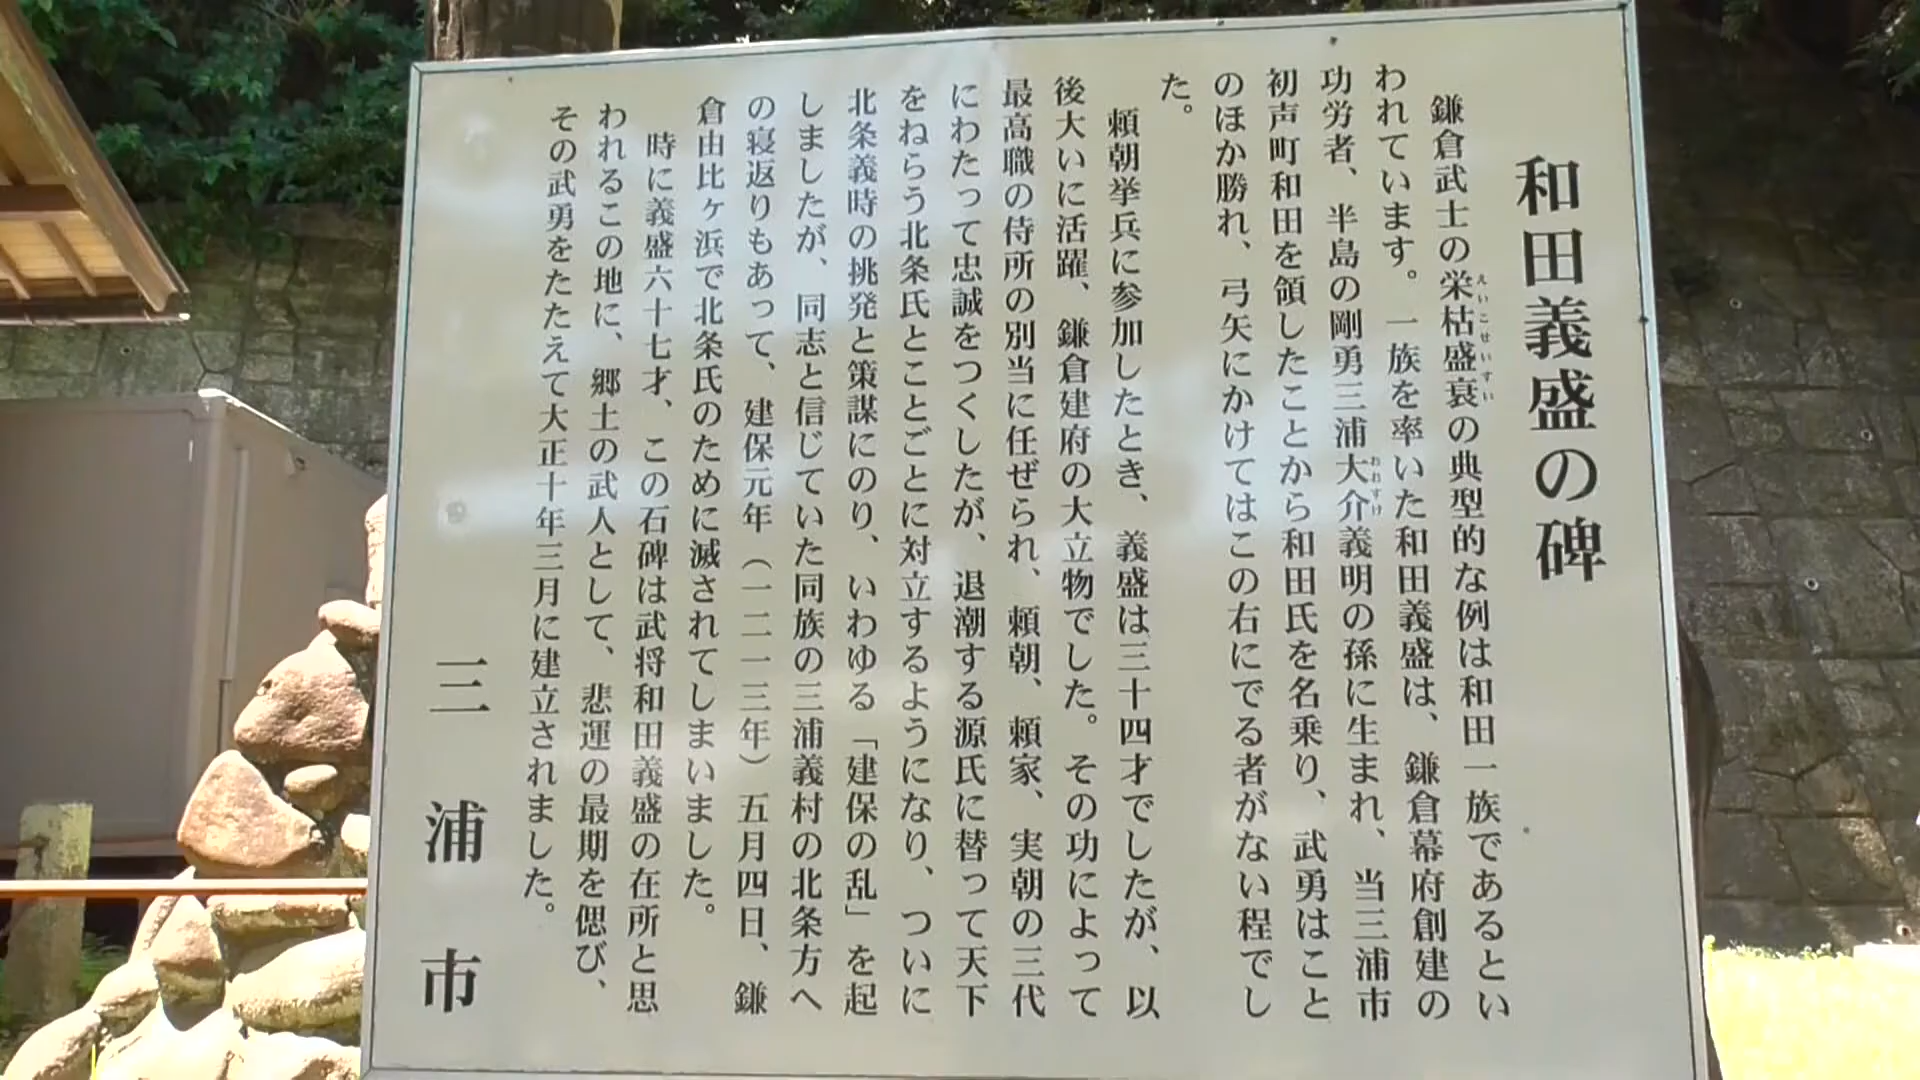 和田義盛の碑
鎌倉武士の栄枯盛衰の典型的な例は和田一族であるとい
えいこせいすい
われています。一族を率いた和田義盛は、鎌倉幕府創建の
功労者、半島の剛勇三浦大介義明の孫に生まれ、当三浦市
おおすけ
初声町和田を領したことから和田氏を名乗り、武勇はこと
のほか勝れ、弓矢にかけてはこの右にでる者がない程でし
た。
頼朝挙兵に参加したとき、義盛は三十四才でしたが、以
後大いに活躍、鎌倉建府の大立物でした。その功によって
最高職の侍所の別当に任ぜられ、頼朝、頼家、実朝の三代
にわたって忠誠をつくしたが、退潮する源氏に替って天下
をねらう北条氏とことごとに対立するようになり、ついに
北条義時の挑発と策謀にのり、いわゆる「建保の乱」を起
しましたが、同志と信じていた同族の三浦義村の北条方へ
の寝返りもあって、建保元年（一二一三年）五月四日、鎌
倉由比ヶ浜で北条氏のために滅されてしまいました。
時に義盛六十七才、この石碑は武将和田義盛の在所と思
われるこの地に、郷土の武人として、悲運の最期を偲び、
その武勇をたたえて大正十年三月に建立されました。
三浦市